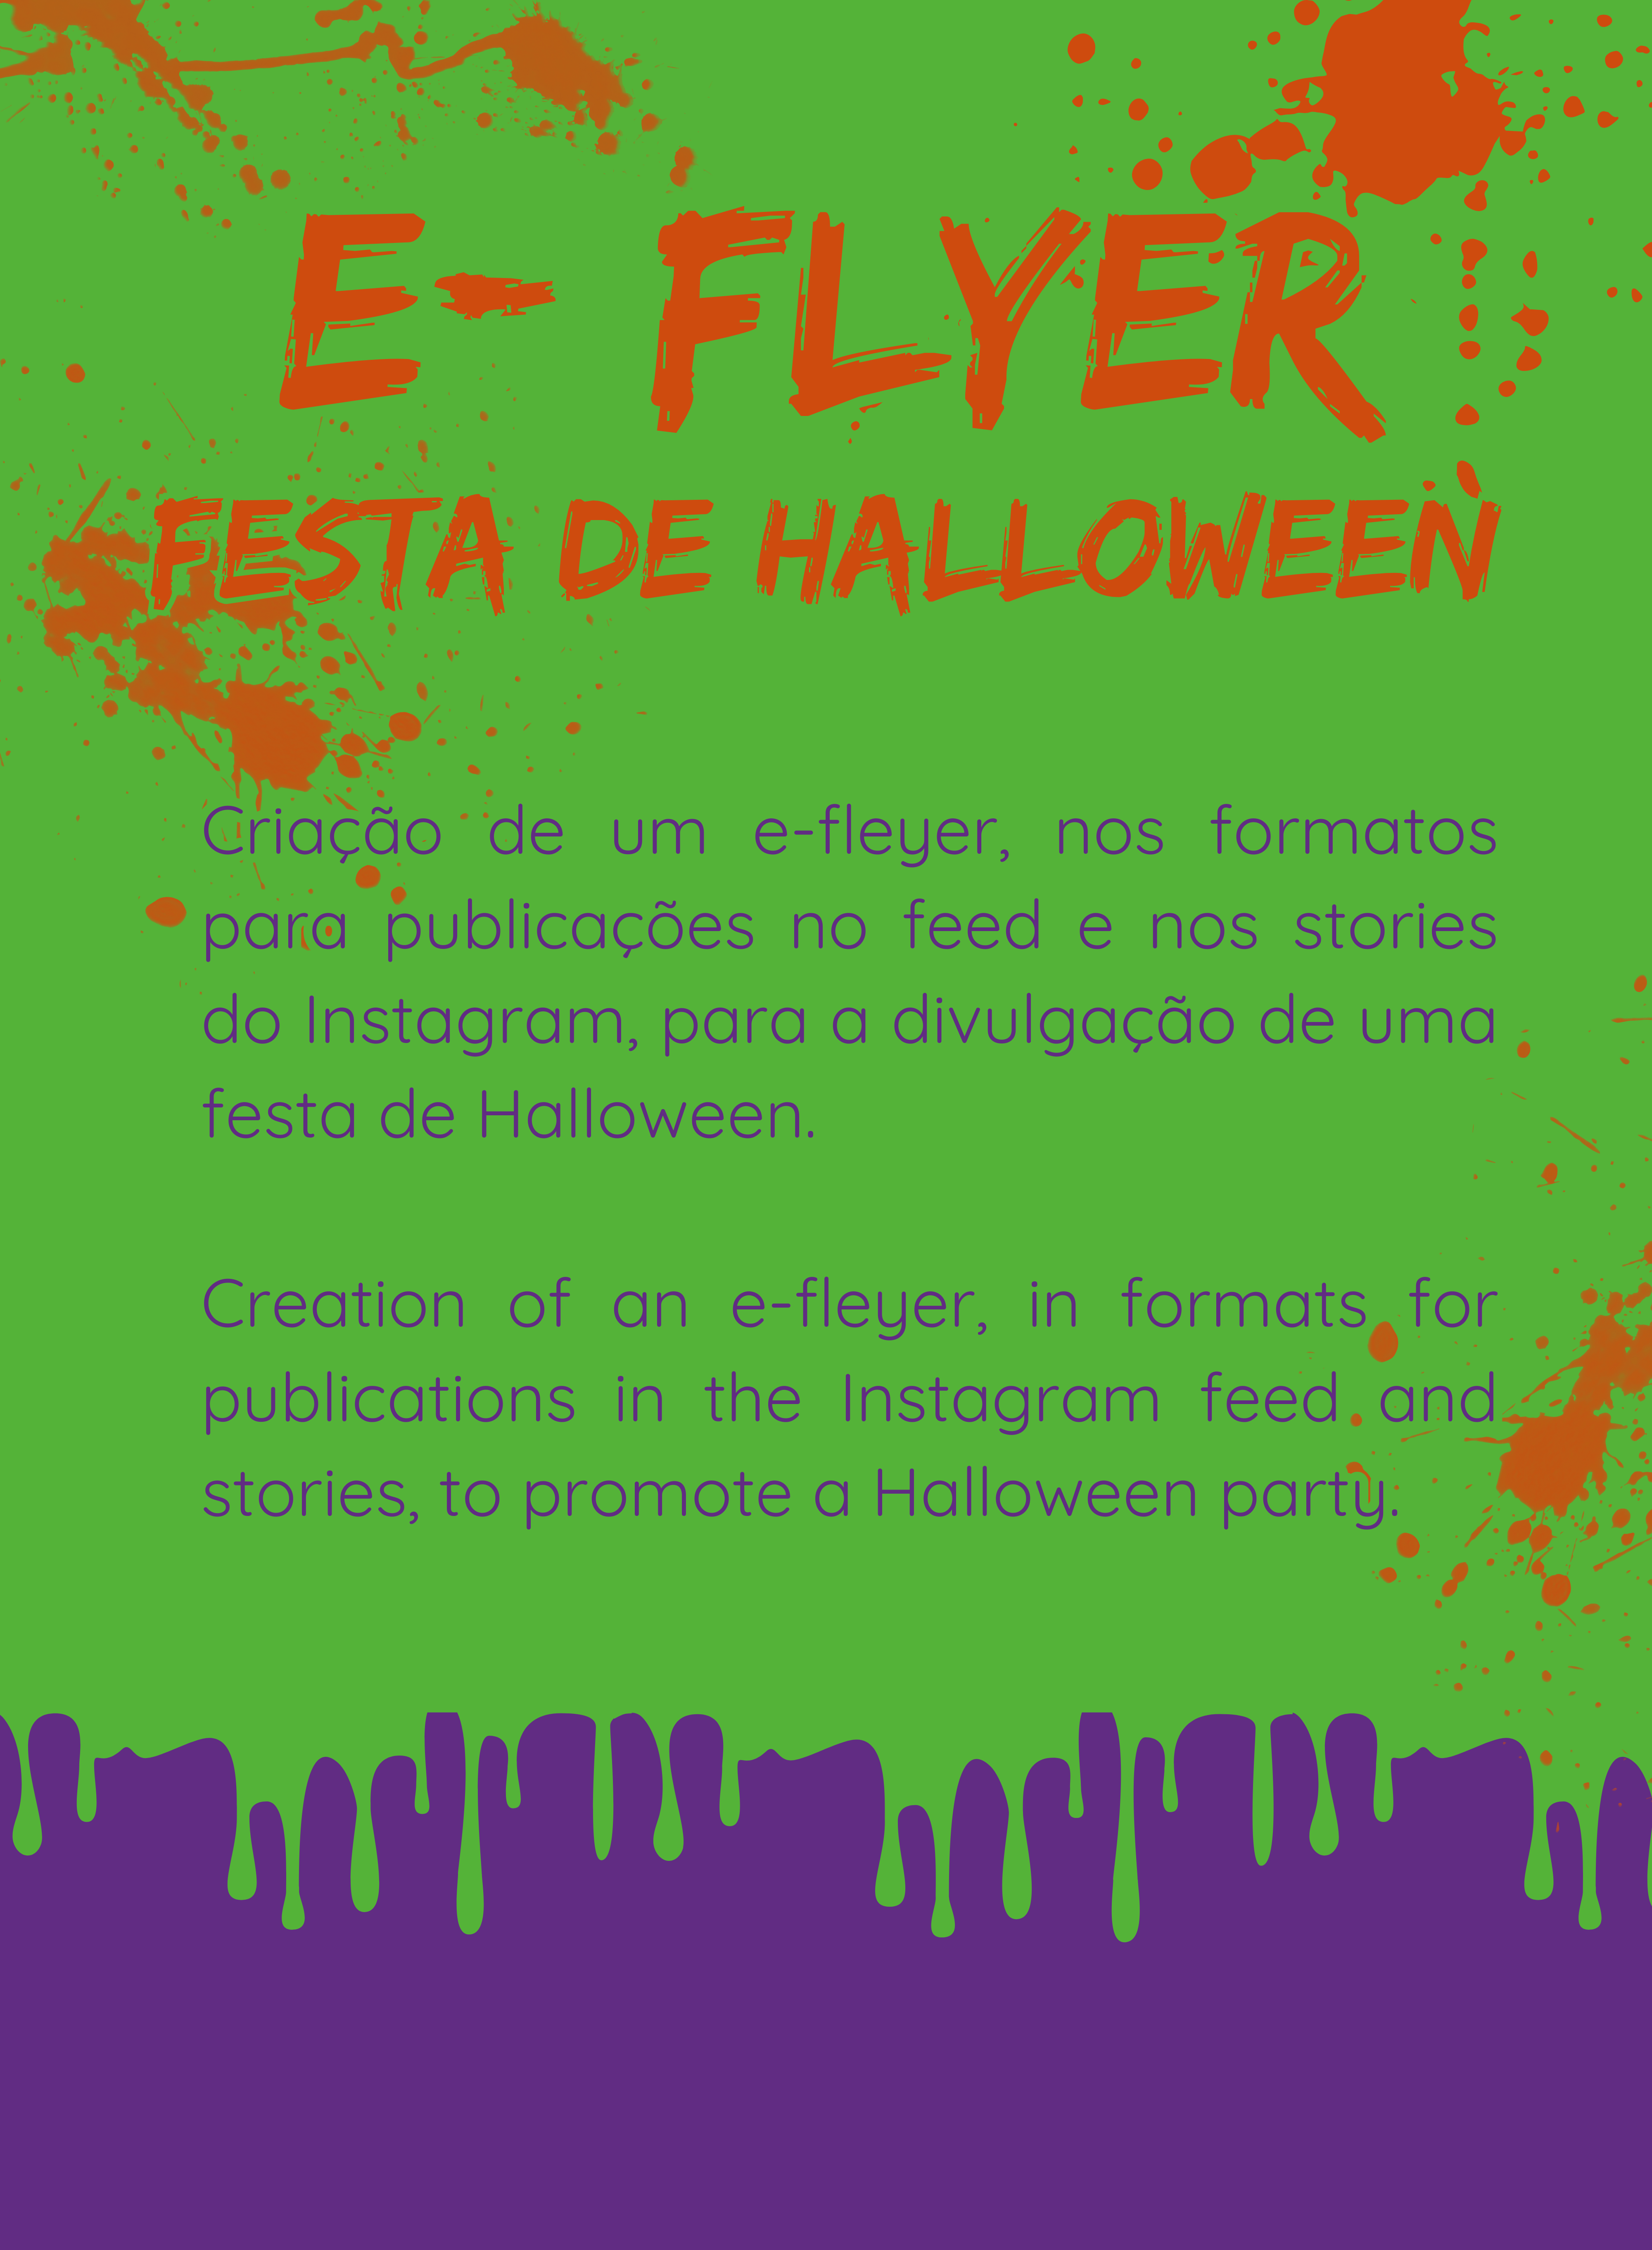 E- FLYER
FESTA DE HALLOWEEN
Criação de um e-fleyer, nos formatos
para publicações no feed e nos stories
do Instagram, para a divulgação de uma
festa de Halloween.
Creation of an e-fleyer, in formats for
publications in the Instagram feed and
stories, to promote a Halloween party.